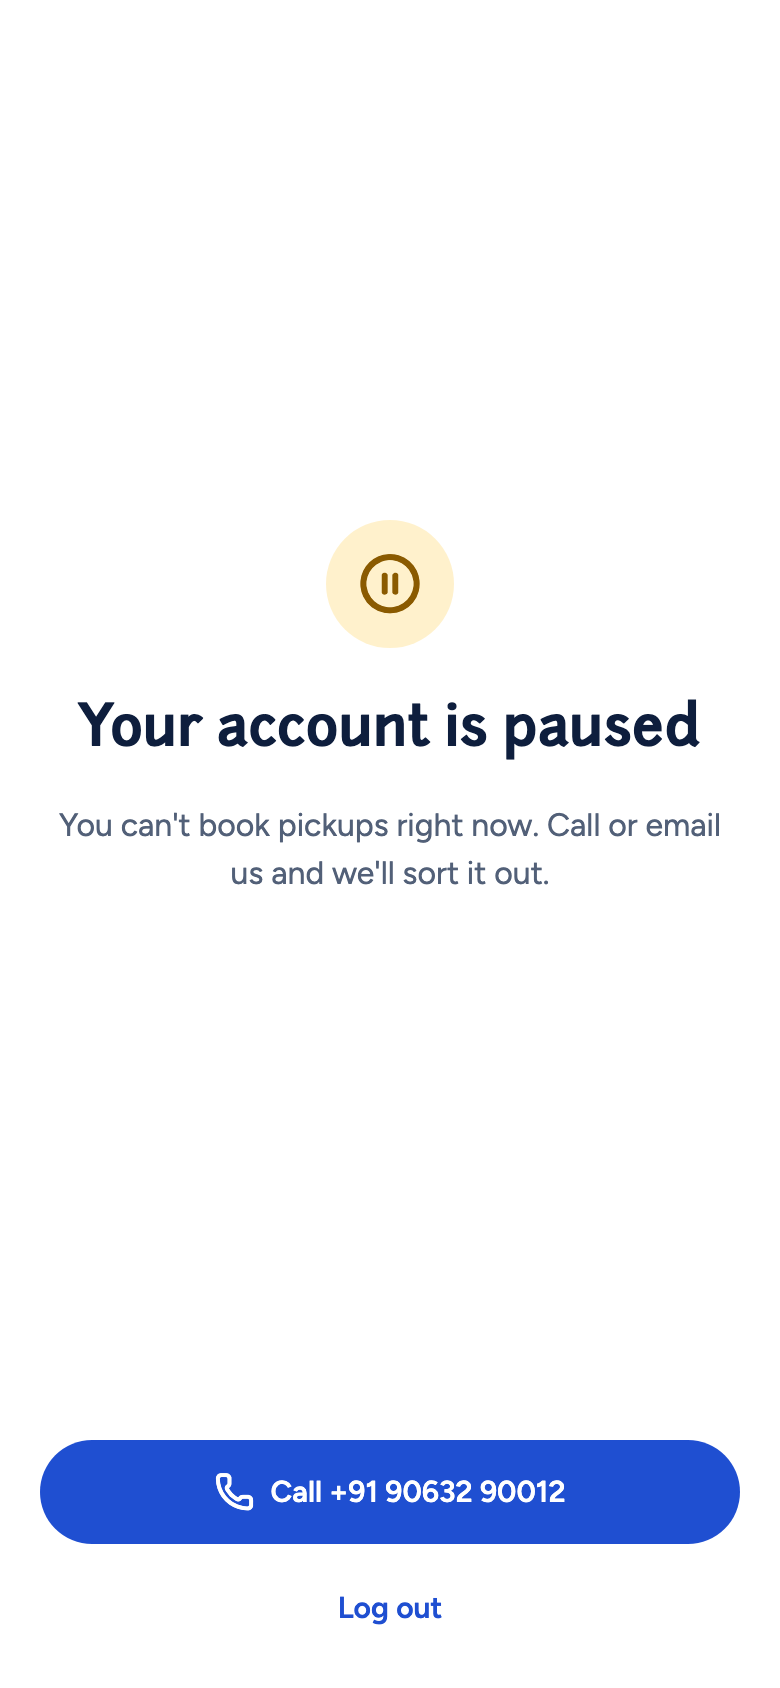 Your account is paused
You can't book pickups right now. Call or email
us and we'll sort it out.
Call +91 90632 90012
Log out